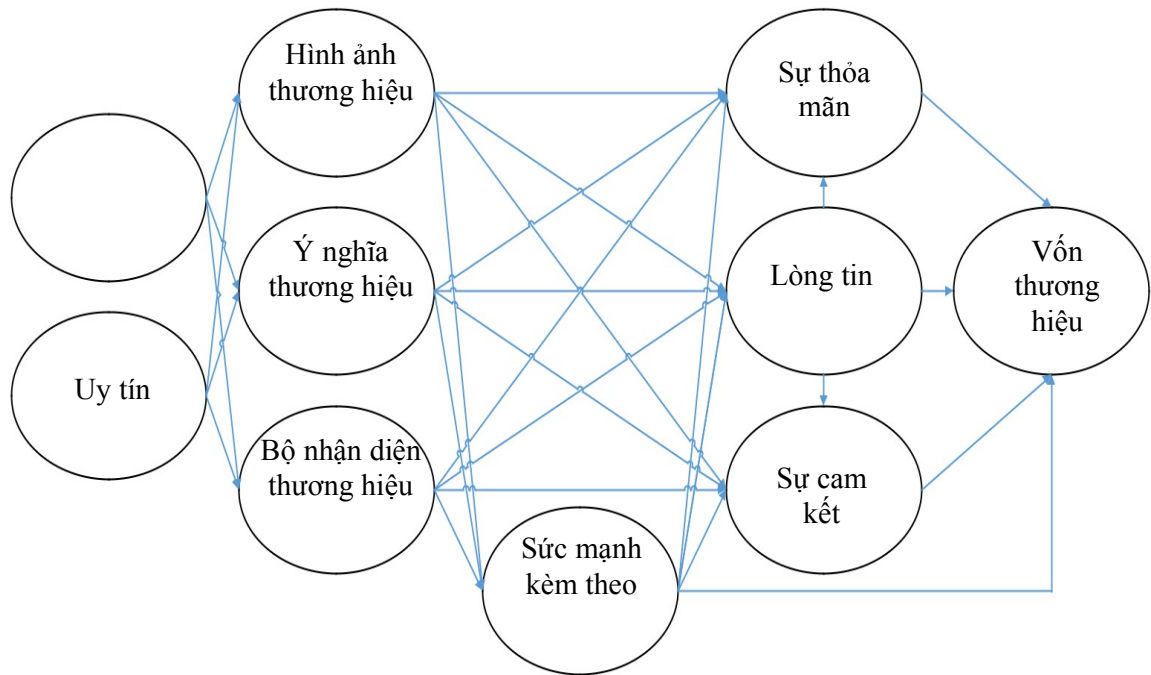 Hình ảnh
thương hiệu
Sự thỏa
mãn
Ý nghĩa
thương hiệu
Lòng tin
Vốn
thương
hiệu
Uy tín
Bộ nhận diện
thương hiệu
Sự cam
kết
Sức mạnh
kèm theo